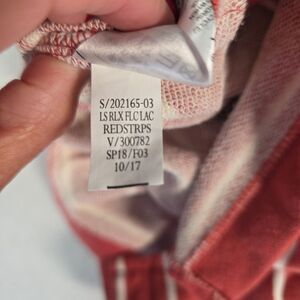 S/202165-03
LS RLX FLC LAC
REDSTRPS
V/300782
SP18/F03
10/17